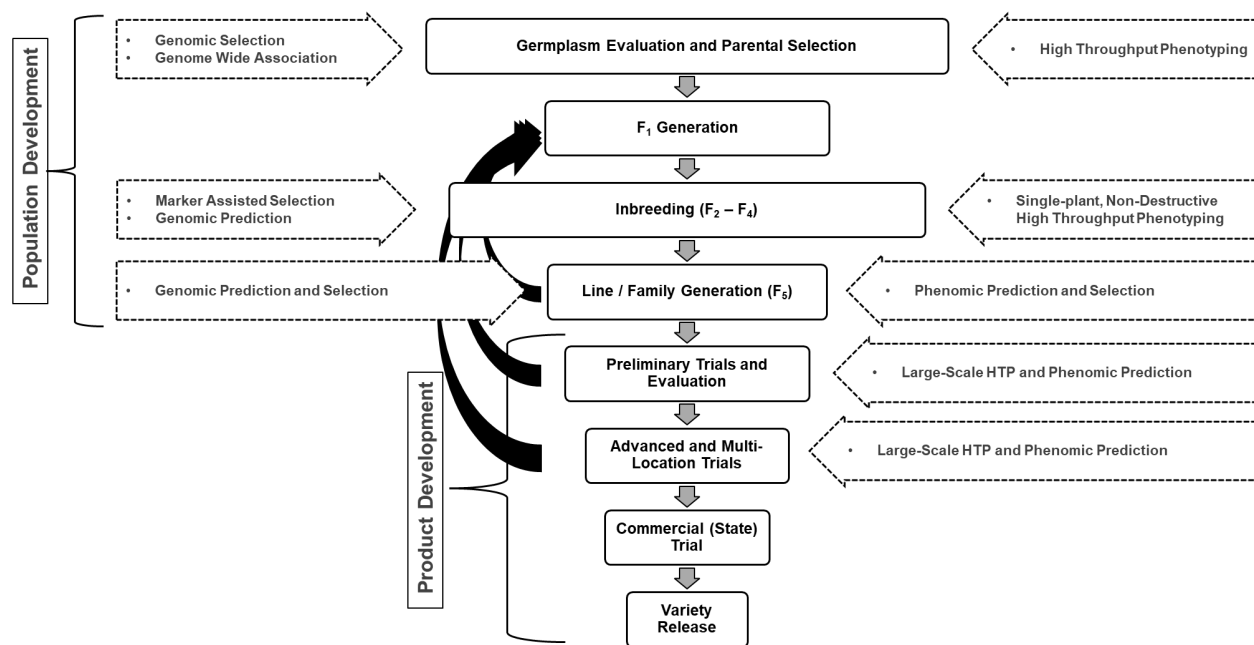 Population Development
• Genomic Selection
• Genome Wide Association
Germplasm Evaluation and Parental Selection
• High Throughput Phenotyping
F₁ Generation
• Marker Assisted Selection
• Genomic Prediction
Inbreeding (F₂ – F₄)
• Single-plant, Non-Destructive
High Throughput Phenotyping
• Genomic Prediction and Selection
Line / Family Generation (F₅)
• Phenomic Prediction and Selection
Product Development
Preliminary Trials and
Evaluation
• Large-Scale HTP and Phenomic Prediction
Advanced and Multi-
Location Trials
• Large-Scale HTP and Phenomic Prediction
Commercial (State)
Trial
Variety
Release